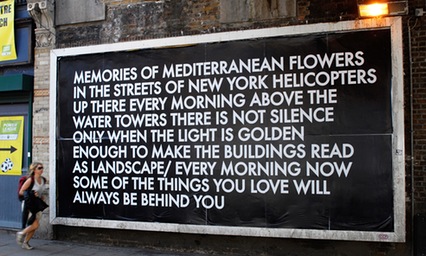 MEMORIES OF MEDITERRANEAN FLOWERS
IN THE STREETS OF NEW YORK HELICOPTERS
UP THERE EVERY MORNING ABOVE THE
WATER TOWERS THERE IS NOT SILENCE
ONLY WHEN THE LIGHT IS GOLDEN
ENOUGH TO MAKE THE BUILDINGS READ
AS LANDSCAPE/ EVERY MORNING NOW
SOME OF THE THINGS YOU LOVE WILL
ALWAYS BE BEHIND YOU